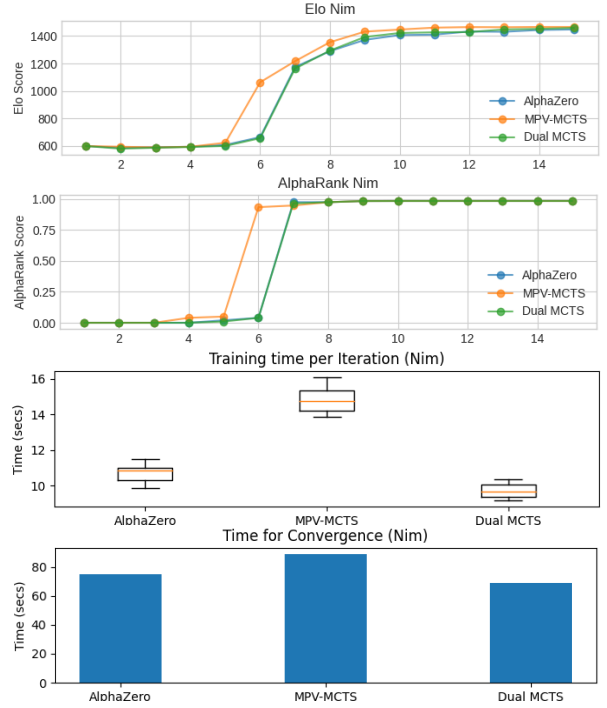 Elo Nim
Elo Score
1400
1200
1000
800
600
AlphaZero
MPV-MCTS
Dual MCTS
2 4 6 8 10 12 14
AlphaRank Nim
AlphaRank Score
1.00
0.75
0.50
0.25
0.00
AlphaZero
MPV-MCTS
Dual MCTS
2 4 6 8 10 12 14
Training time per Iteration (Nim)
Time (secs)
16
14
12
10
AlphaZero MPV-MCTS Dual MCTS
Time for Convergence (Nim)
Time (secs)
80
60
40
20
0
AlphaZero MPV-MCTS Dual MCTS